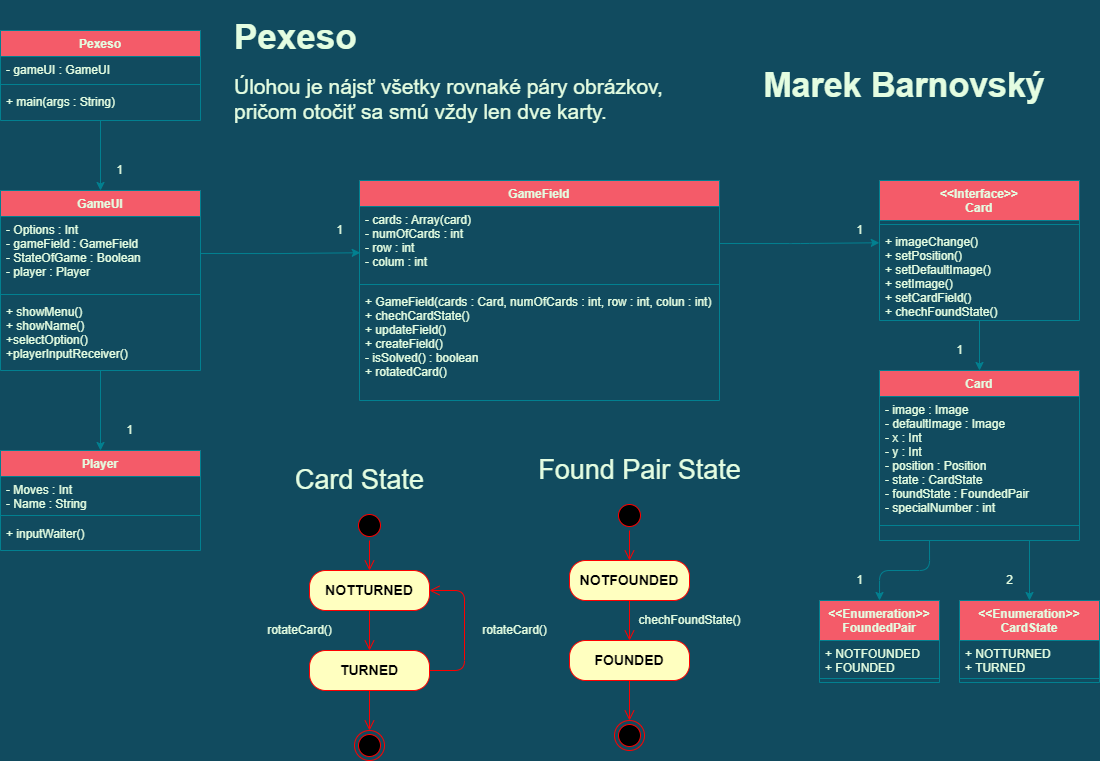 Pexeso
- gameUI : GameUI
+ main(args : String)
Pexeso
Úlohou je nájsť všetky rovnaké páry obrázkov,
pričom otočiť sa smú vždy len dve karty.
Marek Barnovský
1
GameUI
- Options : Int
- gameField : GameField
- StateOfGame : Boolean
- player : Player
+ showMenu()
+ showName()
+selectOption()
+playerInputReceiver()
1
GameField
- cards : Array(card)
- numOfCards : int
- row : int
- colum : int
+ GameField(cards : Card, numOfCards : int, row : int, colun : int)
+ chechCardState()
+ updateField()
+ createField()
- isSolved() : boolean
+ rotatedCard()
1
<<Interface>>
Card
+ imageChange()
+ setPosition()
+ setDefaultImage()
+ setImage()
+ setCardField()
+ chechFoundState()
1
Card
- image : Image
- defaultImage : Image
- x : Int
- y : Int
- position : Position
- state : CardState
- foundState : FoundedPair
- specialNumber : int
1
Player
- Moves : Int
- Name : String
+ inputWaiter()
Card State
NOTTURNED
rotateCard()
rotateCard()
TURNED
Found Pair State
NOTFOUNDED
chechFoundState()
FOUNDED
1
2
<<Enumeration>>
FoundedPair
+ NOTFOUNDED
+ FOUNDED
<<Enumeration>>
CardState
+ NOTTURNED
+ TURNED